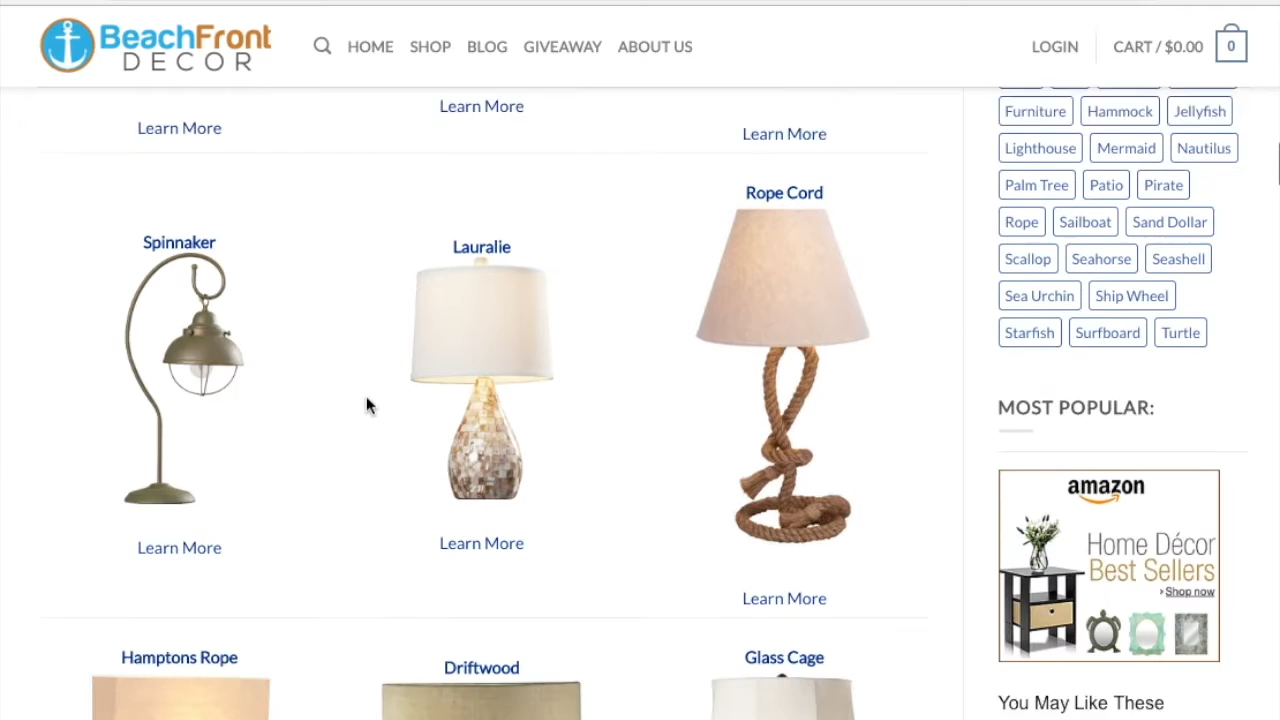 BeachFront
DECOR
HOME SHOP BLOG GIVEAWAY ABOUT US
LOGIN
CART / $0.00
0
Learn More
Learn More
Learn More
Spinnaker
Learn More
Lauralie
Learn More
Rope Cord
Learn More
Hamptons Rope
Driftwood
Glass Cage
Furniture Hammock Jellyfish
Lighthouse Mermaid Nautilus
Palm Tree Patio Pirate
Rope Sailboat Sand Dollar
Scallop Seahorse Seashell
Sea Urchin Ship Wheel
Starfish Surfboard Turtle
MOST POPULAR:
amazon
Home Décor
Best Sellers
› Shop now
You May Like These